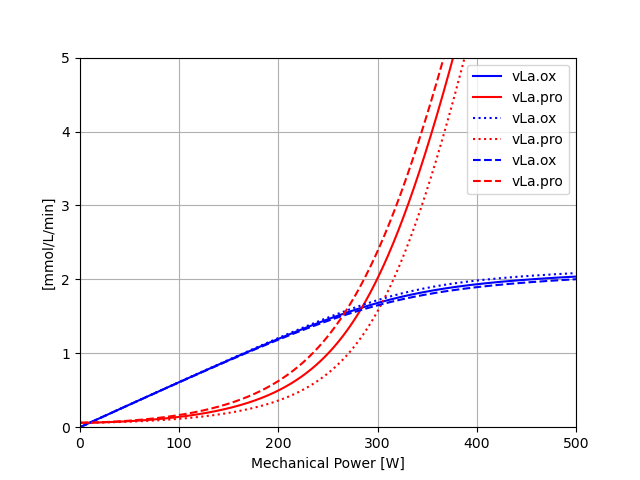 5
4
3
2
1
0
[mmol/L/min]
vLa.ox
vLa.pro
vLa.ox
vLa.pro
vLa.ox
vLa.pro
0 100 200 300 400 500
Mechanical Power [W]